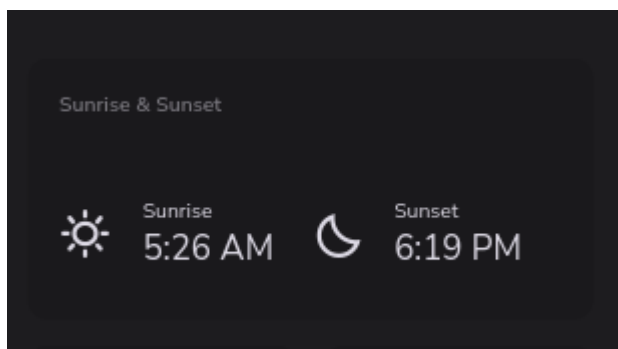 Sunrise & Sunset
Sunrise
5:26 AM
Sunset
6:19 PM